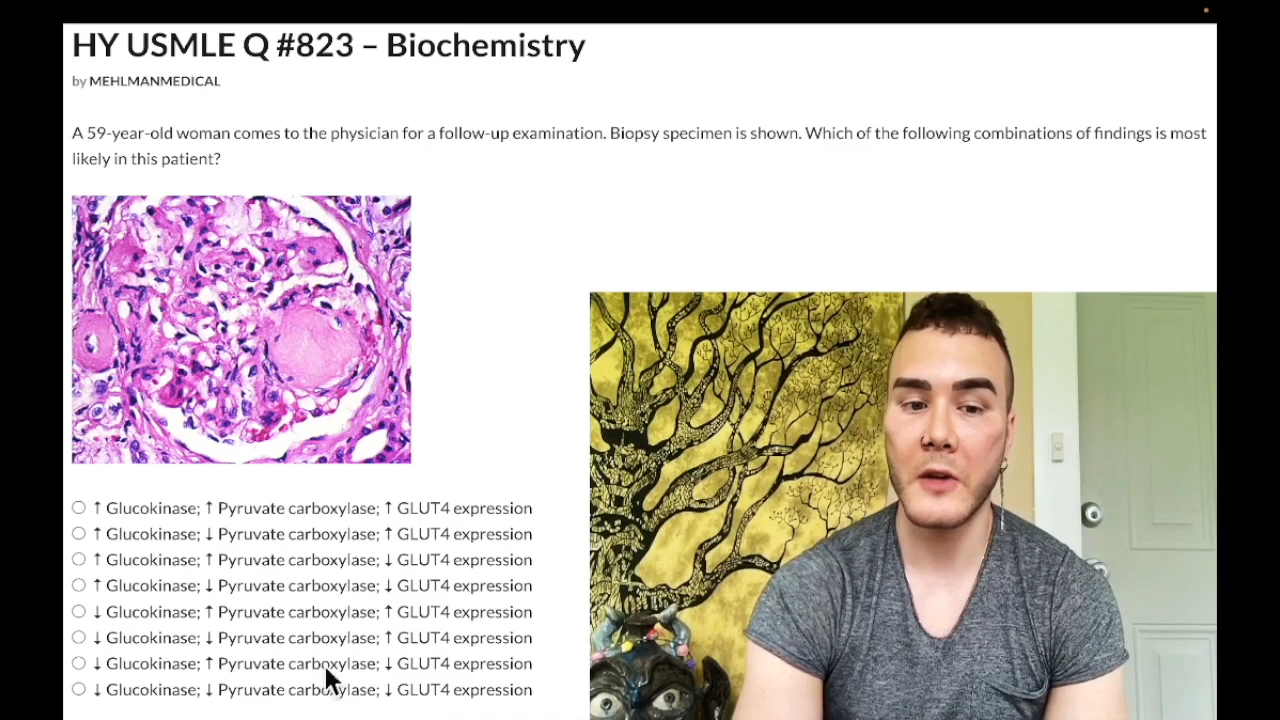 HY USMLE Q #823 – Biochemistry
by MEHLMANMEDICAL
A 59-year-old woman comes to the physician for a follow-up examination. Biopsy specimen is shown. Which of the following combinations of findings is most
likely in this patient?
↑ Glucokinase; ↑ Pyruvate carboxylase; ↑ GLUT4 expression
↑ Glucokinase; ↓ Pyruvate carboxylase; ↑ GLUT4 expression
↑ Glucokinase; ↑ Pyruvate carboxylase; ↓ GLUT4 expression
↑ Glucokinase; ↓ Pyruvate carboxylase; ↓ GLUT4 expression
↓ Glucokinase; ↑ Pyruvate carboxylase; ↑ GLUT4 expression
↓ Glucokinase; ↓ Pyruvate carboxylase; ↑ GLUT4 expression
↓ Glucokinase; ↑ Pyruvate carboxylase; ↓ GLUT4 expression
↓ Glucokinase; ↓ Pyruvate carboxylase; ↓ GLUT4 expression